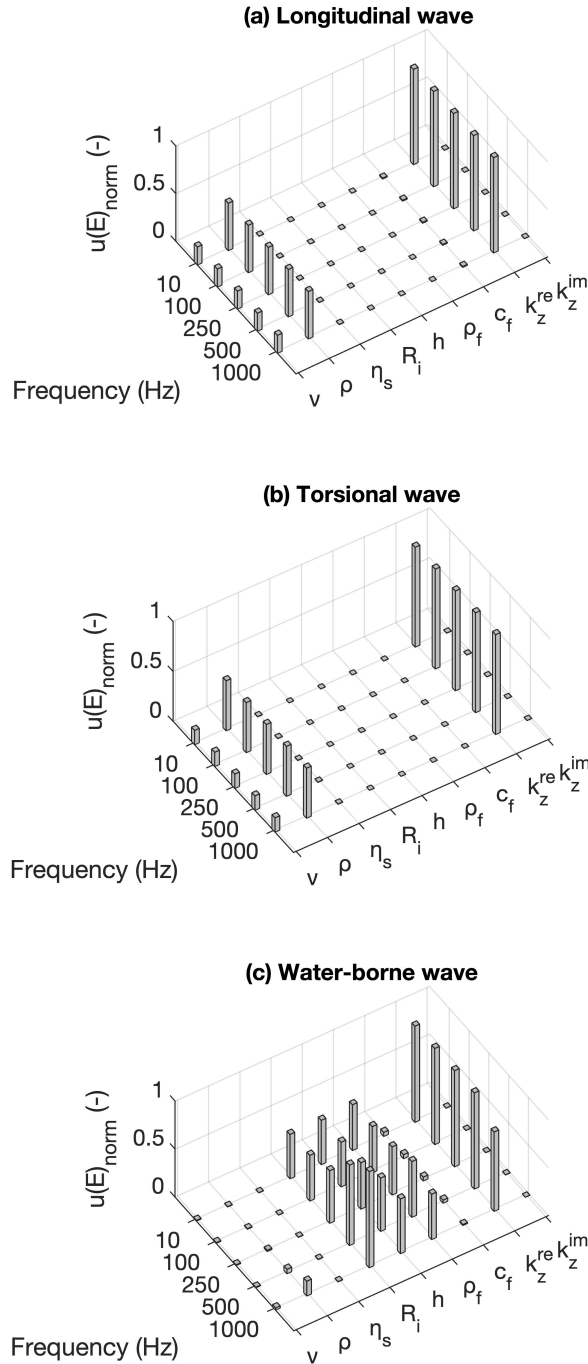 (a) Longitudinal wave
1
0.5
0
u(E)norm (-)
10
100
250
500
1000
Frequency (Hz)
ν
ρ
ηs
Ri
h
ρf
cf
kzre
kzim
(b) Torsional wave
1
0.5
0
u(E)norm (-)
10
100
250
500
1000
Frequency (Hz)
ν
ρ
ηs
Ri
h
ρf
cf
kzre
kzim
(c) Water-borne wave
1
0.5
0
u(E)norm (-)
10
100
250
500
1000
Frequency (Hz)
ν
ρ
ηs
Ri
h
ρf
cf
kzre
kzim